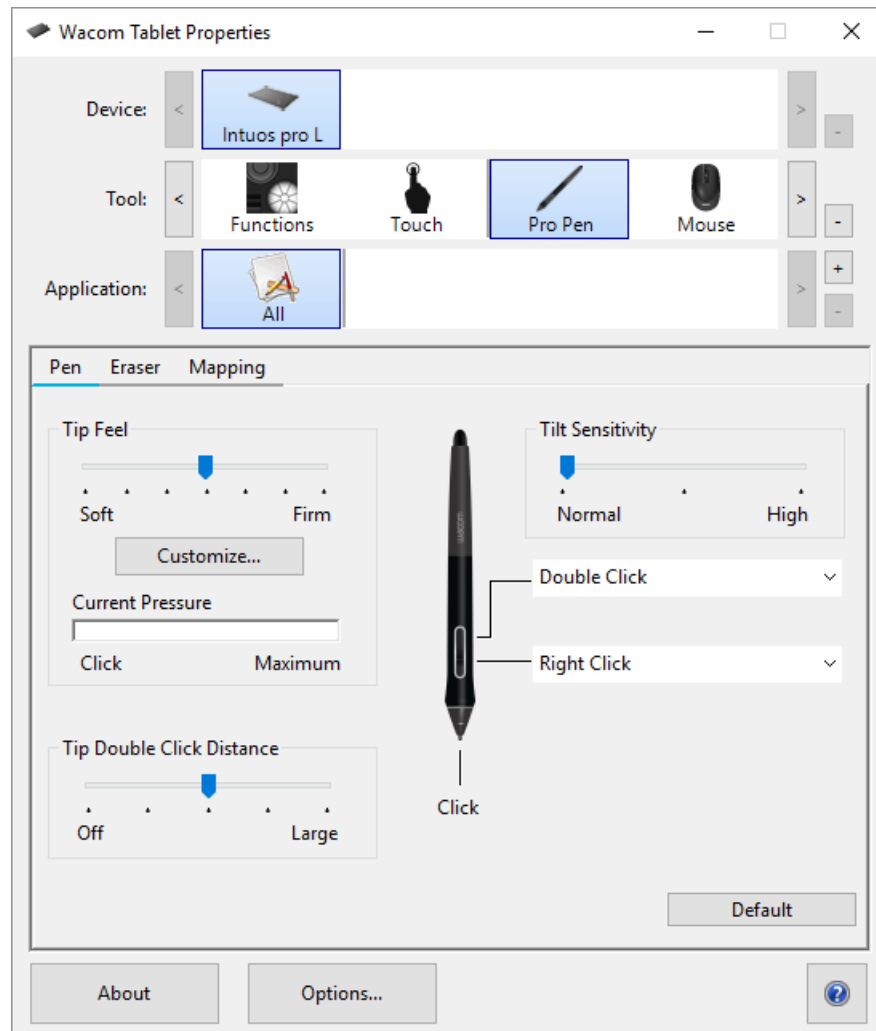 Wacom Tablet Properties
Device:
<
Intuos pro L
>
-
Tool:
<
Functions
Touch
Pro Pen
Mouse
>
-
Application:
<
All
>
+
-
Pen Eraser Mapping
Tip Feel
Soft Firm
Customize...
Current Pressure
Click Maximum
Tip Double Click Distance
Off Large
wacom
Click
Tilt Sensitivity
Normal High
Double Click
Right Click
Default
About
Options...
?